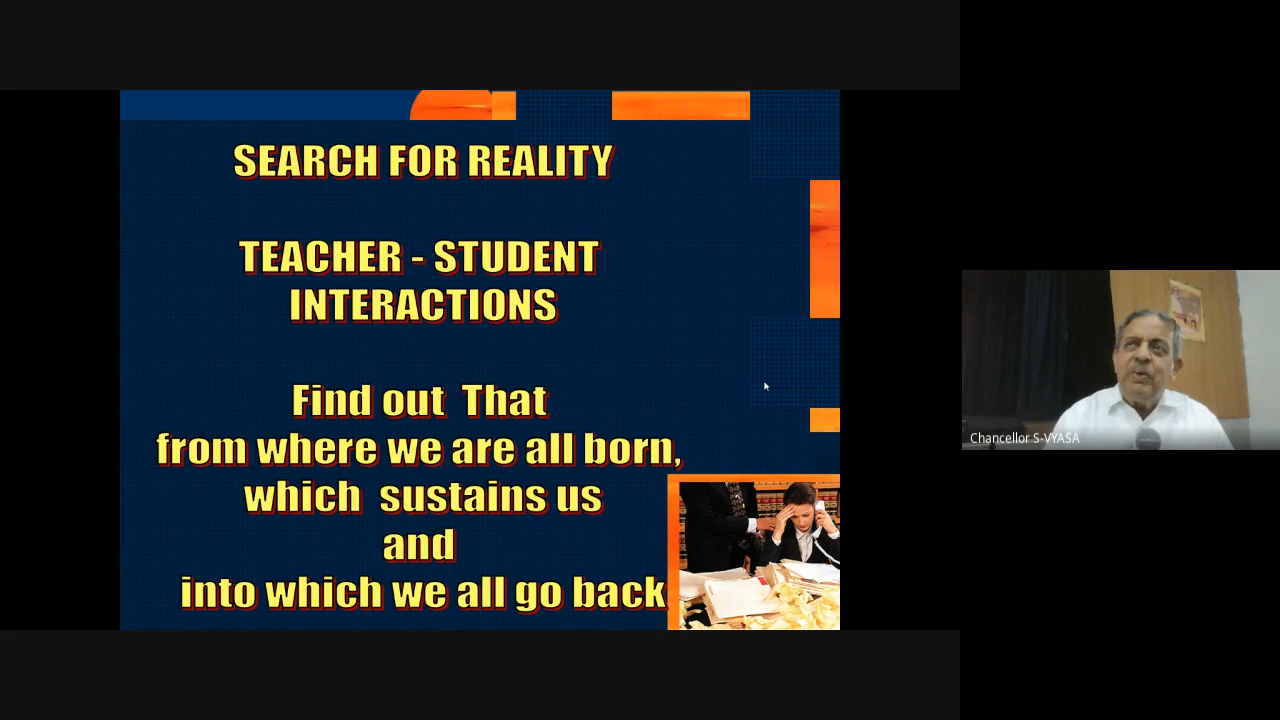 SEARCH FOR REALITY
TEACHER - STUDENT
INTERACTIONS
Find out That
from where we are all born,
which sustains us
and
into which we all go back
Chancellor S-VYASA